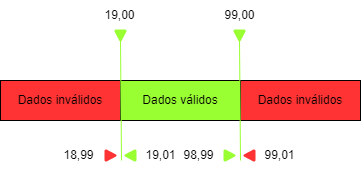 19,00 99,00
Dados inválidos Dados válidos Dados inválidos
18,99 19,01 98,99 99,01